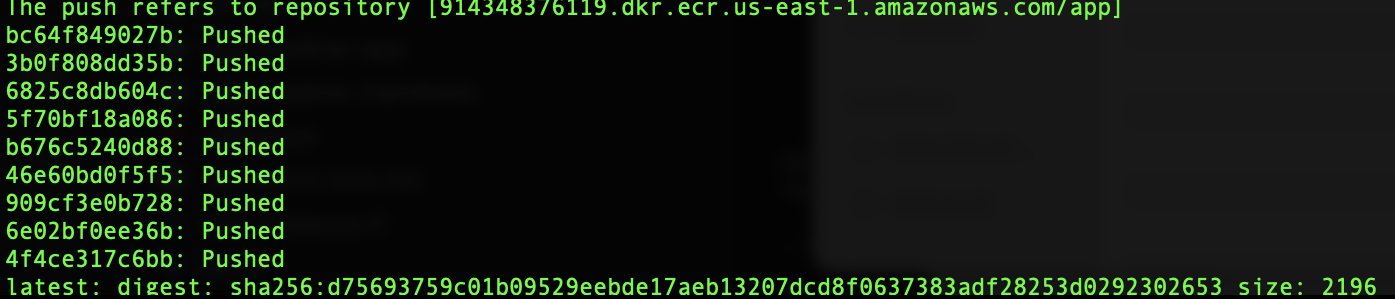 The push refers to repository [914348376119.dkr.ecr.us-east-1.amazonaws.com/app]
bc64f849027b: Pushed
3b0f808dd35b: Pushed
6825c8db604c: Pushed
5f70bf18a086: Pushed
b676c5240d88: Pushed
46e60bd0f5f5: Pushed
909cf3e0b728: Pushed
6e02bf0ee36b: Pushed
4f4ce317c6bb: Pushed
latest: digest: sha256:d75693759c01b09529eebde17aeb13207dcd8f0637383adf28253d0292302653 size: 2196